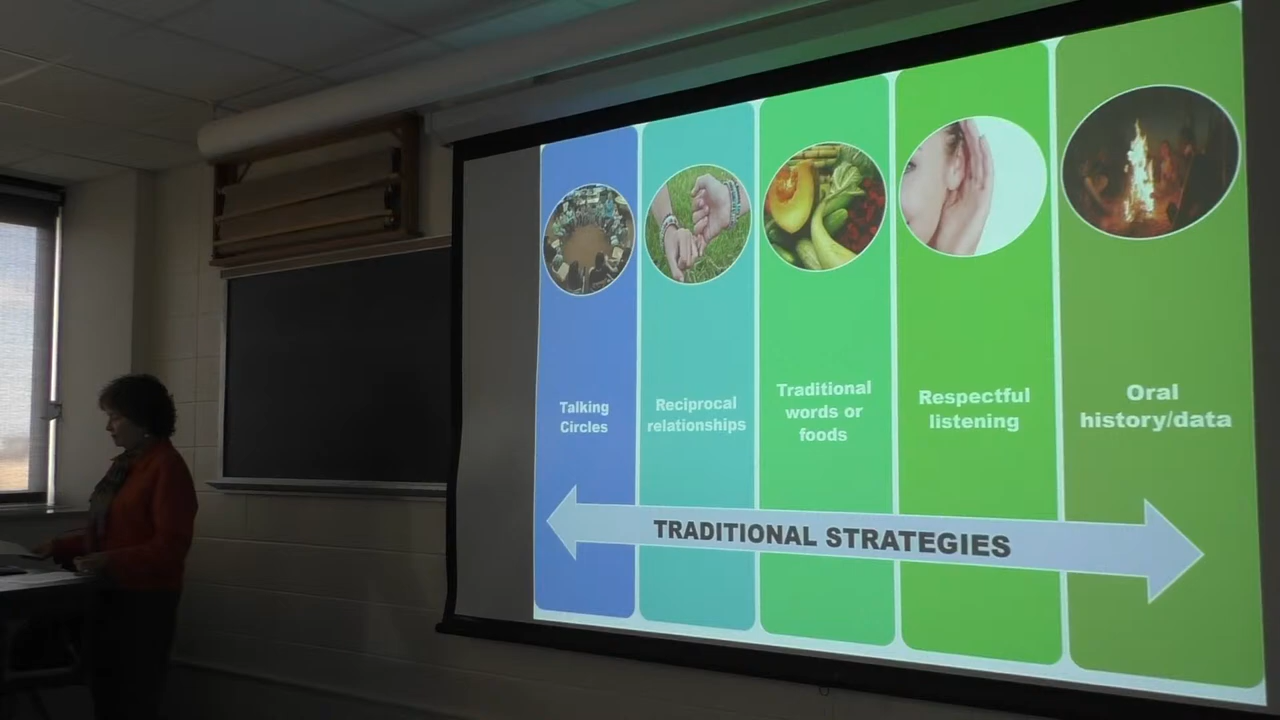 Talking
Circles
Reciprocal
relationships
Traditional
words or
foods
Respectful
listening
Oral
history/data
TRADITIONAL STRATEGIES